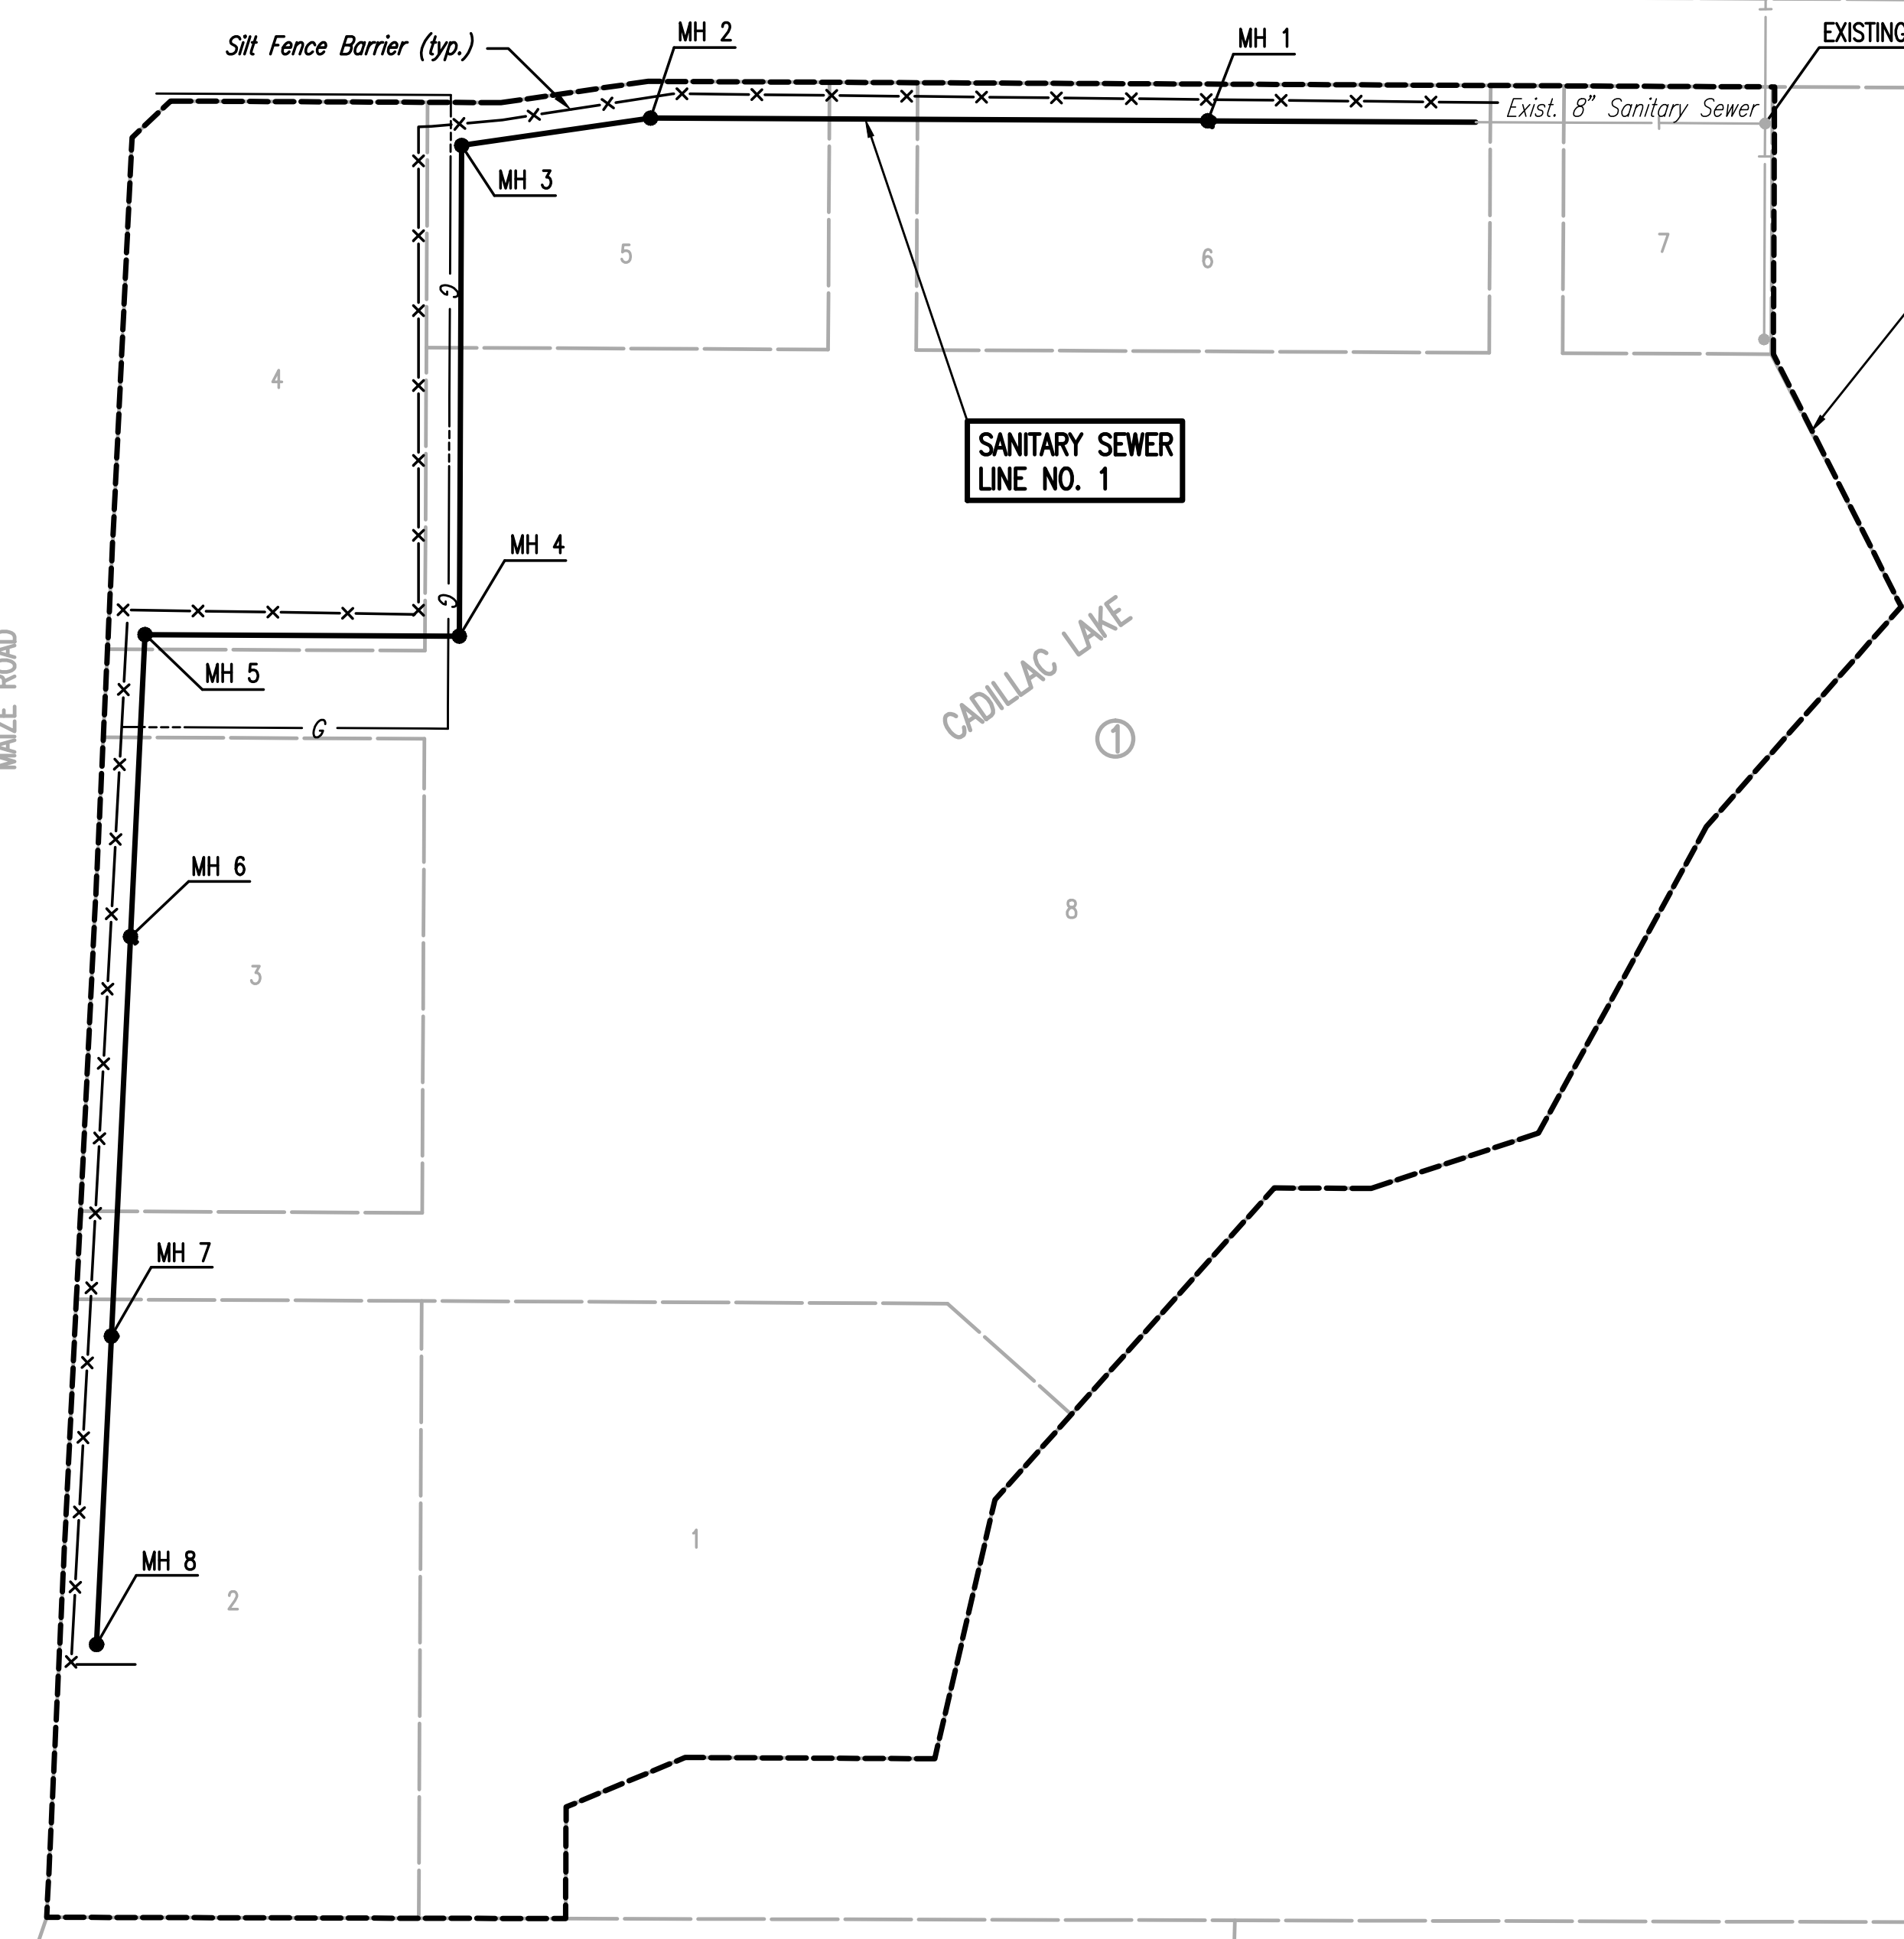 EXISTING
MH 2
MH 1
Silt Fence Barrier (typ.)
Exist. 8" Sanitary Sewer
MH 3
5
6
7
G
4
SANITARY SEWER
LINE NO. 1
MH 4
G
CADILLAC LAKE
MAIZE ROAD
MH 5
G
1
MH 6
8
3
MH 7
1
MH 8
2